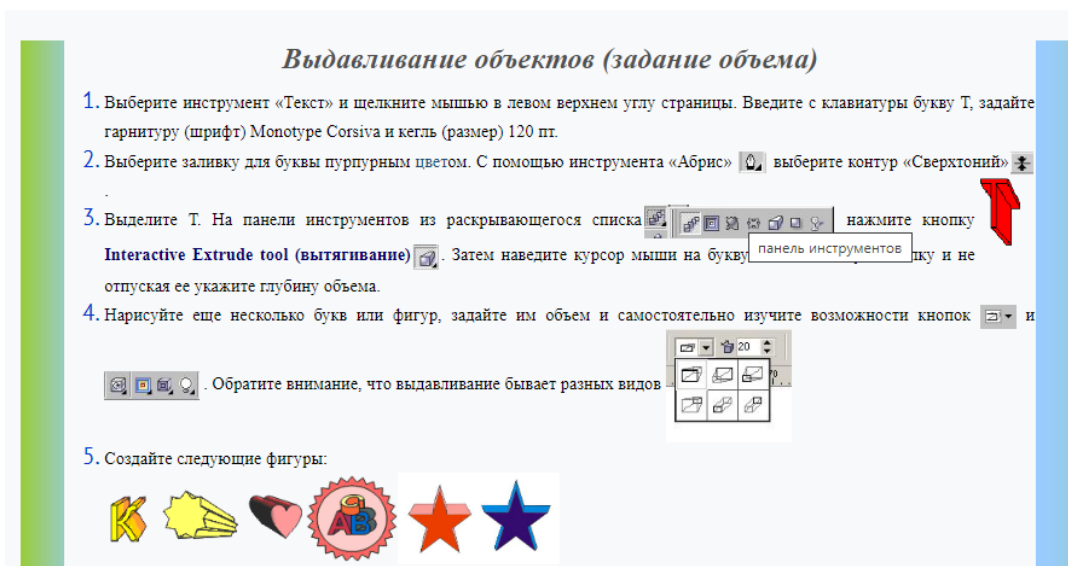 Выдавливание объектов (задание объема)
1. Выберите инструмент «Текст» и щелкните мышью в левом верхнем углу страницы. Введите с клавиатуры букву Т, задайте
гарнитуру (шрифт) Monotype Corsiva и кегль (размер) 120 пт.
2. Выберите заливку для буквы пурпурным цветом. С помощью инструмента «Абрис» выберите контур «Сверхтоний»
.
3. Выделите Т. На панели инструментов из раскрывающегося списка нажмите кнопку
панель инструментов
Interactive Extrude tool (вытягивание) . Затем наведите курсор мыши на букву лку и не
отпуская ее укажите глубину объема.
4. Нарисуйте еще несколько букв или фигур, задайте им объем и самостоятельно изучите возможности кнопок и
20
. Обратите внимание, что выдавливание бывает разных видов
5. Создайте следующие фигуры:
К
А В С